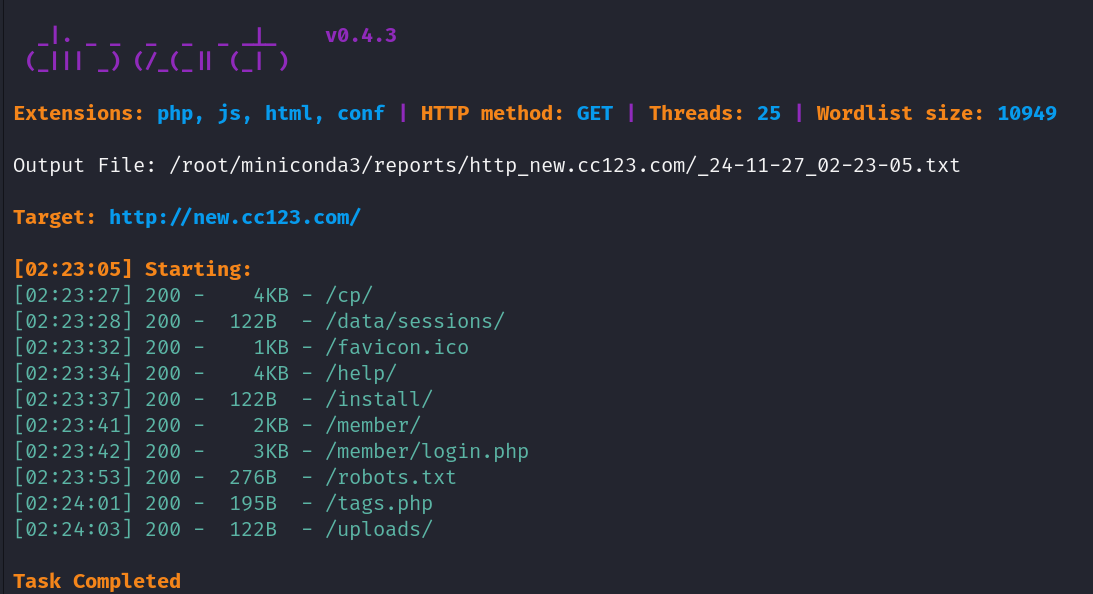 _|. _ _  _  _  _ _|_    v0.4.3
(_||| _) (/_(_|| (_| )
Extensions: php, js, html, conf | HTTP method: GET | Threads: 25 | Wordlist size: 10949
Output File: /root/miniconda3/reports/http_new.cc123.com/_24-11-27_02-23-05.txt
Target: http://new.cc123.com/
[02:23:05] Starting:
[02:23:27] 200 -    4KB - /cp/
[02:23:28] 200 -  122B  - /data/sessions/
[02:23:32] 200 -    1KB - /favicon.ico
[02:23:34] 200 -    4KB - /help/
[02:23:37] 200 -  122B  - /install/
[02:23:41] 200 -    2KB - /member/
[02:23:42] 200 -    3KB - /member/login.php
[02:23:53] 200 -  276B  - /robots.txt
[02:24:01] 200 -  195B  - /tags.php
[02:24:03] 200 -  122B  - /uploads/
Task Completed